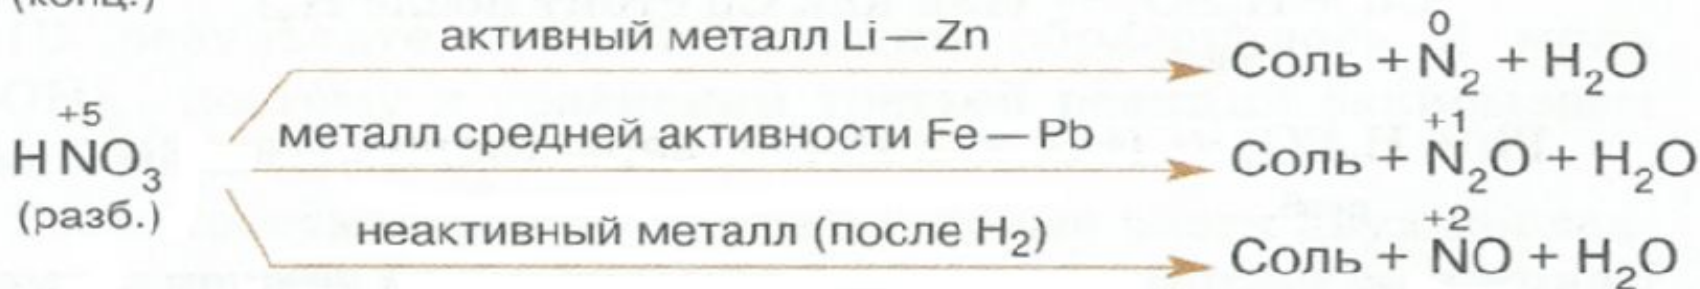 (конц.)
активный металл Li—Zn
0
Соль + N₂ + H₂O
+5
металл средней активности Fe—Pb
+1
HNO₃
Соль + N₂O + H₂O
(разб.)
неактивный металл (после H₂)
+2
Соль + NO + H₂O